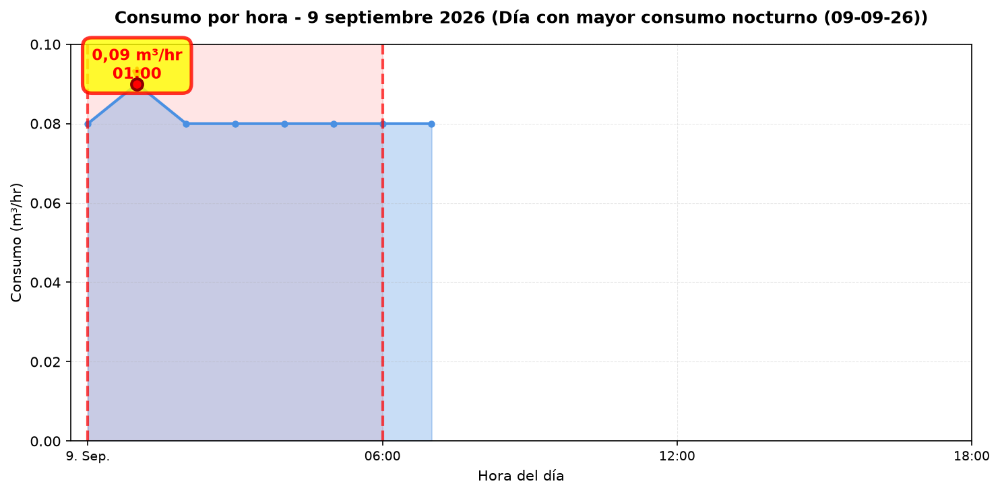 Consumo por hora - 9 septiembre 2026 (Día con mayor consumo nocturno (09-09-26))
0,09 m³/hr
01:00
Consumo (m³/hr)
0.10
0.08
0.06
0.04
0.02
0.00
9. Sep.
06:00
12:00
18:00
Hora del día